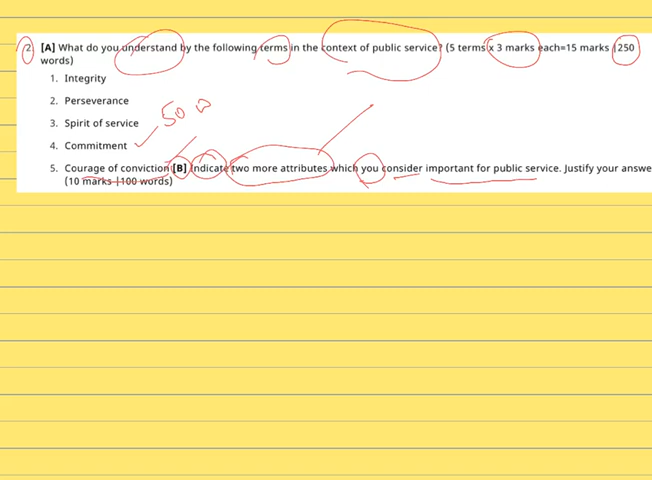 2. [A] What do you understand by the following terms in the context of public service? (5 terms x 3 marks each=15 marks |250
words)
1. Integrity
2. Perseverance
3. Spirit of service
50 w
4. Commitment
5. Courage of conviction [B] Indicate two more attributes which you consider important for public service. Justify your answe
(10 marks |100 words)